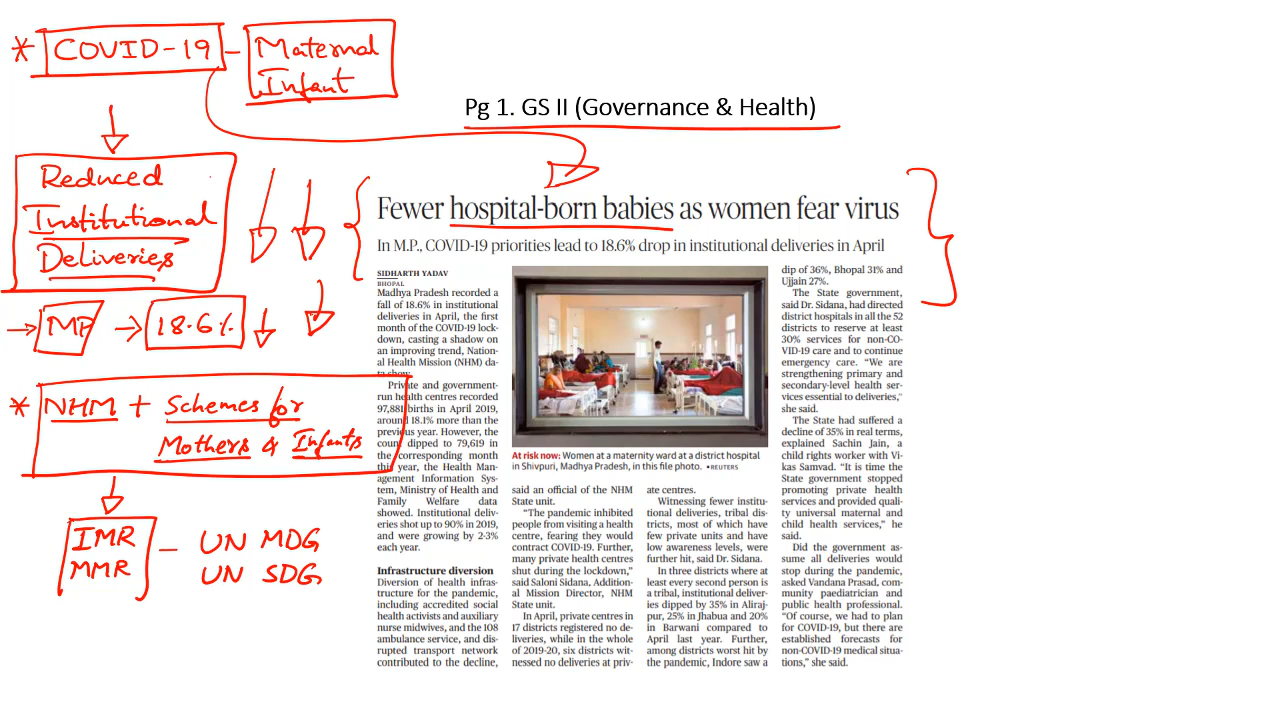 * COVID-19 - Maternal
Infant
Pg 1. GS II (Governance & Health)
Reduced
Institutional
Deliveries
→ MP → 18.6%
* NHM + Schemes for
Mothers & Infants
IMR - UN MDG
MMR UN SDG
Fewer hospital-born babies as women fear virus
In M.P., COVID-19 priorities lead to 18.6% drop in institutional deliveries in April
SIDHARTH YADAV
BHOPAL
Madhya Pradesh recorded a
fall of 18.6% in institutional
deliveries in April, the first
month of the COVID-19 lock-
down, casting a shadow on
an improving trend, Nation-
al Health Mission (NHM) da-
ta show.
Private and government-
run health centres recorded
97,881 births in April 2019,
around 18.1% more than the
previous year. However, the
count dipped to 79,619 in
the corresponding month
this year, the Health Man-
agement Information Sys-
tem, Ministry of Health and
Family Welfare data
showed. Institutional deliv-
eries shot up to 90% in 2019,
and were growing by 2-3%
each year.
Infrastructure diversion
Diversion of health infras-
tructure for the pandemic,
including accredited social
health activists and auxiliary
nurse midwives, and the 108
ambulance service, and dis-
rupted transport network
contributed to the decline,
At risk now: Women at a maternity ward at a district hospital
in Shivpuri, Madhya Pradesh, in this file photo. •REUTERS
said an official of the NHM
State unit.
"The pandemic inhibited
people from visiting a health
centre, fearing they would
contract COVID-19. Further,
many private health centres
shut during the lockdown,"
said Saloni Sidana, Addition-
al Mission Director, NHM
State unit.
In April, private centres in
17 districts registered no de-
liveries, while in the whole
of 2019-20, six districts wit-
nessed no deliveries at priv-
ate centres.
Witnessing fewer institu-
tional deliveries, tribal dis-
tricts, most of which have
few private units and have
low awareness levels, were
further hit, said Dr. Sidana.
In three districts where at
least every second person is
a tribal, institutional deliver-
ies dipped by 35% in Aliraj-
pur, 25% in Jhabua and 20%
in Barwani compared to
April last year. Further,
among districts worst hit by
the pandemic, Indore saw a
dip of 36%, Bhopal 31% and
Ujjain 27%.
The State government,
said Dr. Sidana, had directed
district hospitals in all the 52
districts to reserve at least
30% services for non-CO-
VID-19 care and to continue
emergency care. "We are
strengthening primary and
secondary-level health ser-
vices essential to deliveries,"
she said.
The State had suffered a
decline of 35% in real terms,
explained Sachin Jain, a
child rights worker with Vi-
kas Samvad. "It is time the
State government stopped
promoting private health
services and provided quali-
ty universal maternal and
child health services," he
said.
Did the government as-
sume all deliveries would
stop during the pandemic,
asked Vandana Prasad, com-
munity paediatrician and
public health professional.
"Of course, we had to plan
for COVID-19, but there are
established forecasts for
non-COVID-19 medical situa-
tions," she said.